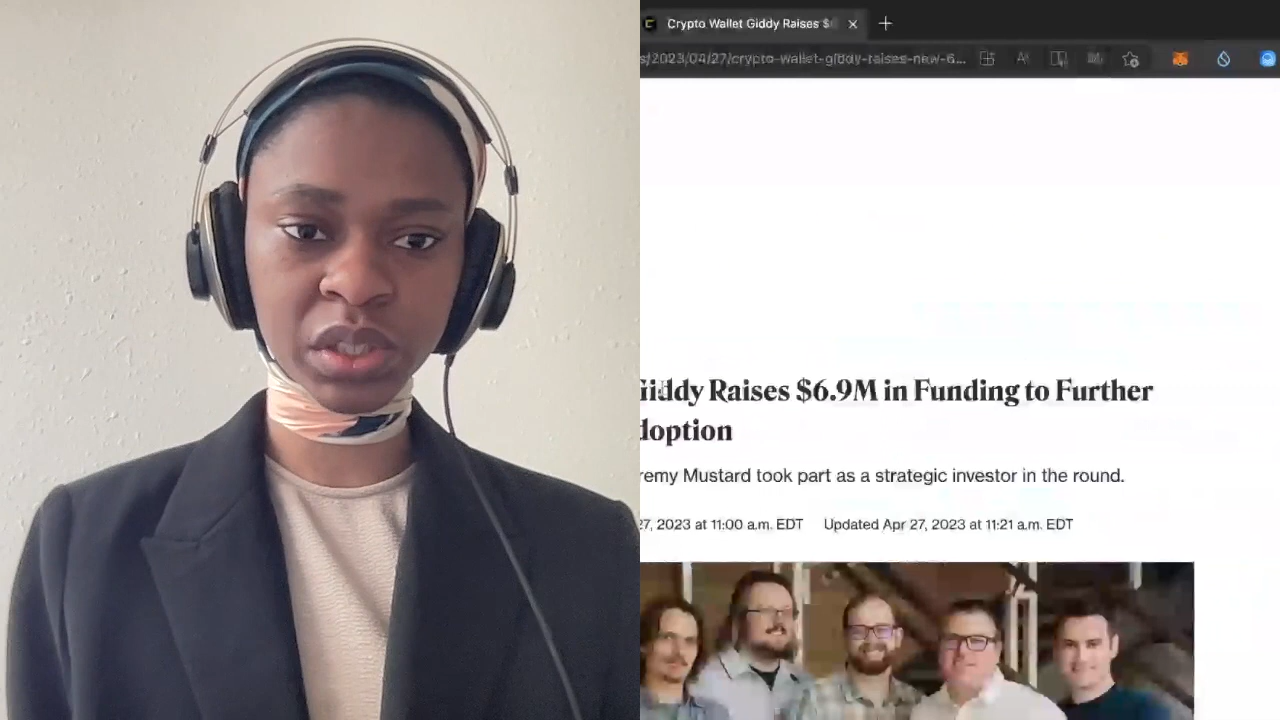 Crypto Wallet Giddy Raises $
s/2023/04/27/crypto-wallet-giddy-raises-new-6...
Giddy Raises $6.9M in Funding to Further
doption
remy Mustard took part as a strategic investor in the round.
27, 2023 at 11:00 a.m. EDT Updated Apr 27, 2023 at 11:21 a.m. EDT